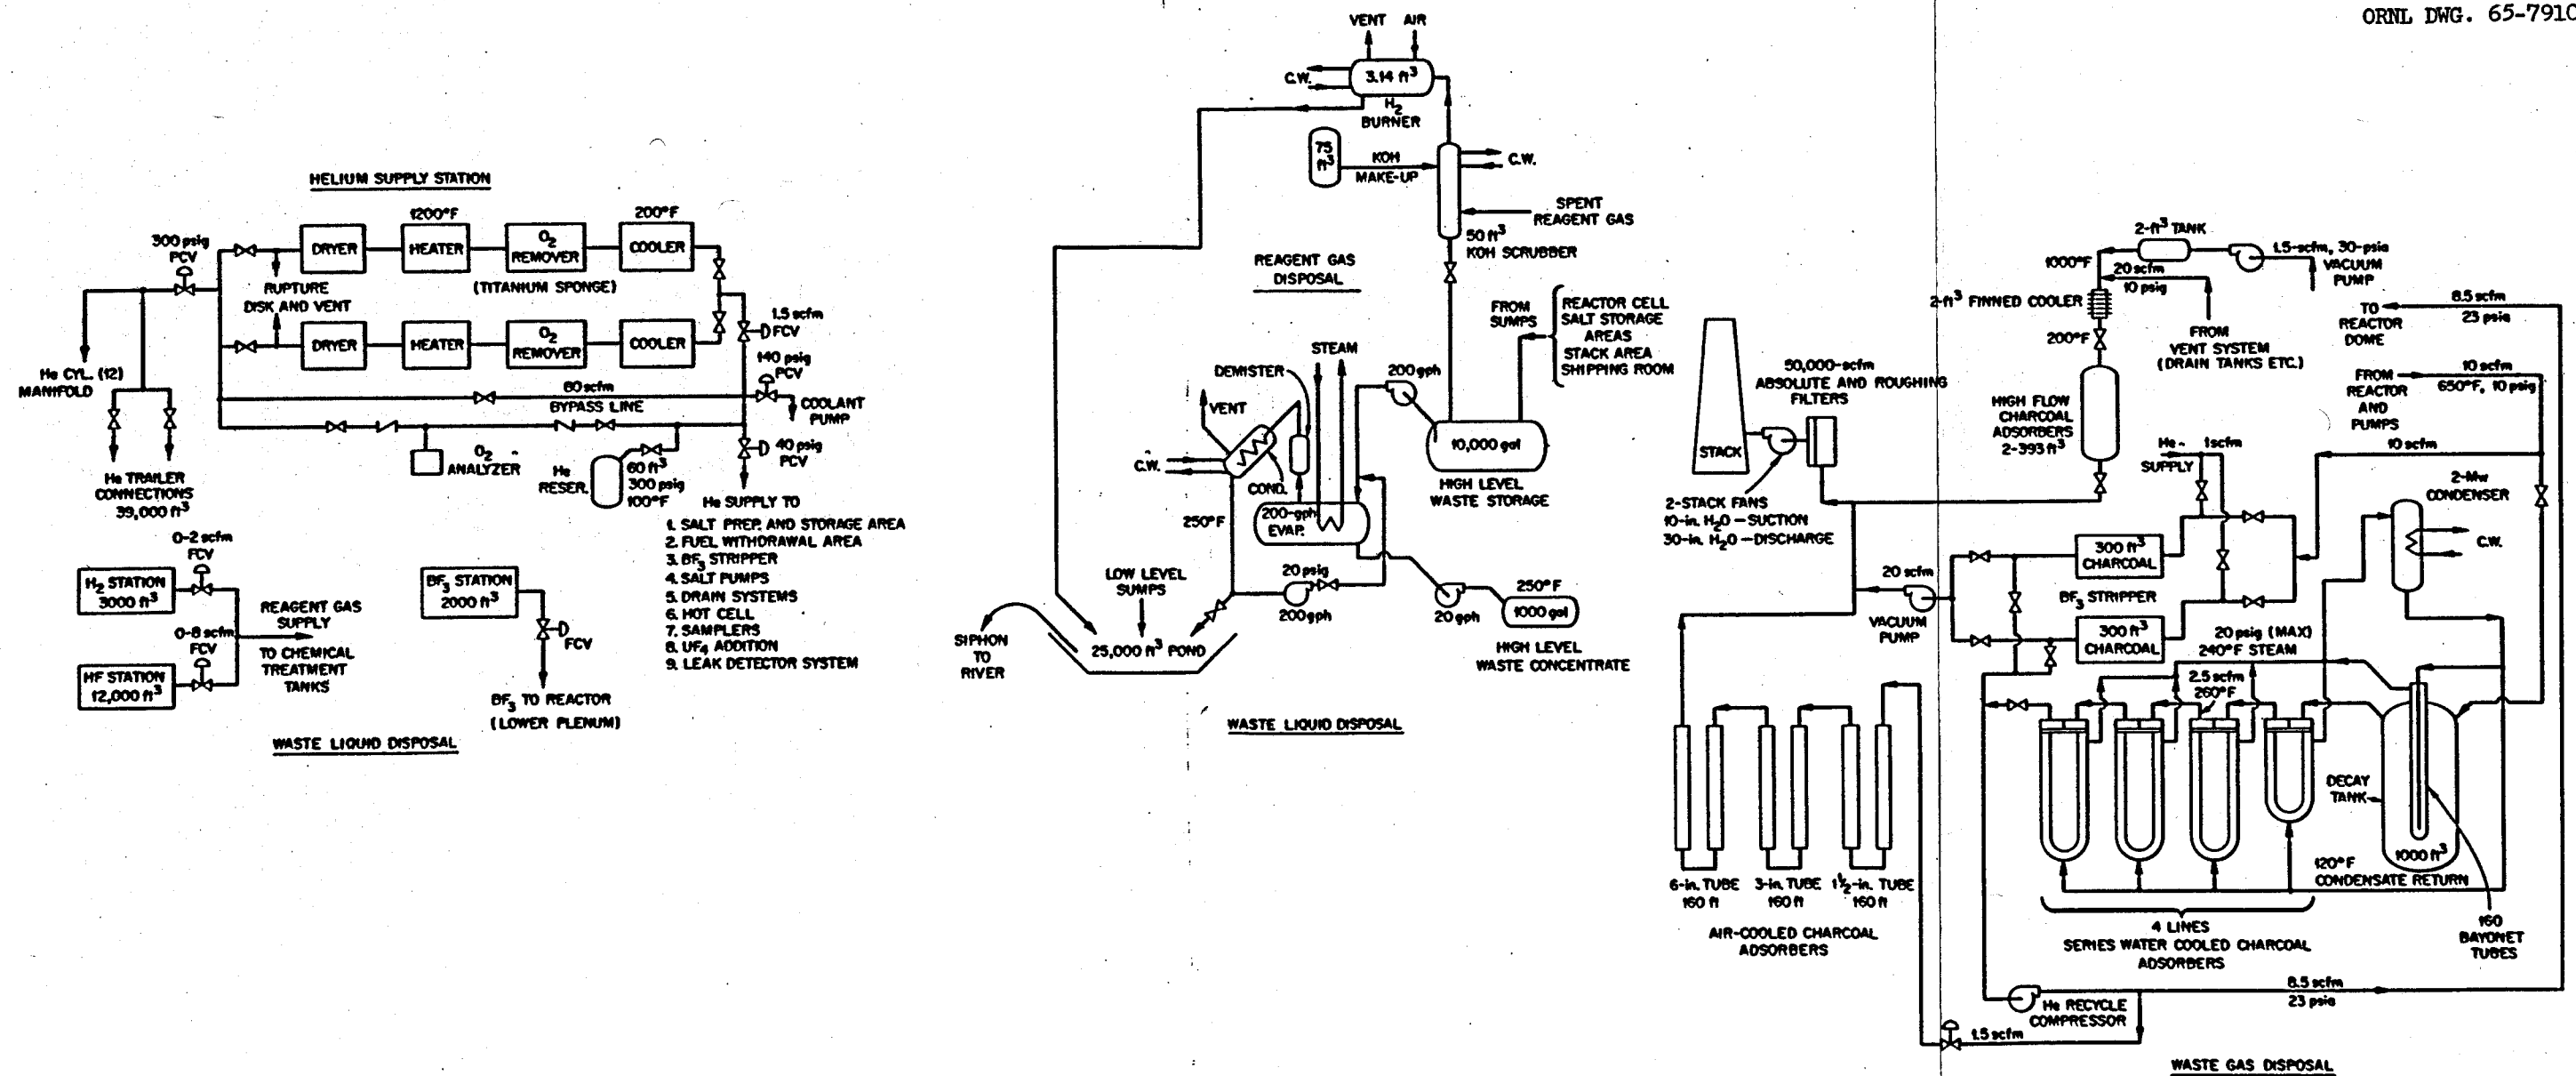 ORNL DWG. 65-7910
HELIUM SUPPLY STATION
300 psig
PCV
DRYER
1200°F
HEATER
O2
REMOVER
200°F
COOLER
RUPTURE
DISK AND VENT
(TITANIUM SPONGE)
DRYER
HEATER
O2
REMOVER
COOLER
1.5 scfm
FCV
140 psig
PCV
He CYL. (12)
MANIFOLD
80 scfm
BYPASS LINE
COOLANT
PUMP
O2
ANALYZER
He
RESER.
60 ft3
300 psig
100°F
40 psig
PCV
He TRAILER
CONNECTIONS
39,000 ft3
He SUPPLY TO
1. SALT PREP. AND STORAGE AREA
2. FUEL WITHDRAWAL AREA
3. BF3 STRIPPER
4. SALT PUMPS
5. DRAIN SYSTEMS
6. HOT CELL
7. SAMPLERS
8. UF4 ADDITION
9. LEAK DETECTOR SYSTEM
0-2 scfm
FCV
H2 STATION
3000 ft3
0-8 scfm
FCV
HF STATION
12,000 ft3
REAGENT GAS
SUPPLY
TO CHEMICAL
TREATMENT
TANKS
BF3 STATION
2000 ft3
FCV
BF3 TO REACTOR
(LOWER PLENUM)
WASTE LIQUID DISPOSAL
VENT AIR
C.W.
3.14 ft3
H2
BURNER
75
ft3
KOH
MAKE-UP
C.W.
SPENT
REAGENT GAS
50 ft3
KOH SCRUBBER
REAGENT GAS
DISPOSAL
FROM
SUMPS
REACTOR CELL
SALT STORAGE
AREAS
STACK AREA
SHIPPING ROOM
STEAM
DEMISTER
200 gph
VENT
C.W.
COND.
10,000 gal
HIGH LEVEL
WASTE STORAGE
250°F
200-gph
EVAP.
LOW LEVEL
SUMPS
20 psig
200gph
20 gph
250°F
1000 gal
HIGH LEVEL
WASTE CONCENTRATE
SIPHON
TO
RIVER
25,000 ft3 POND
WASTE LIQUID DISPOSAL
2-ft3 TANK
1.5-scfm, 30-psia
VACUUM
PUMP
1000°F
20 scfm
10 psig
2-ft3 FINNED COOLER
200°F
FROM
VENT SYSTEM
(DRAIN TANKS ETC.)
TO
REACTOR
DOME
8.5 scfm
23 psia
FROM
REACTOR
AND
PUMPS
10 scfm
650°F, 10 psig
50,000-scfm
ABSOLUTE AND ROUGHING
FILTERS
STACK
HIGH FLOW
CHARCOAL
ADSORBERS
2-393 ft3
He
SUPPLY
1scfm
10 scfm
2-STACK FANS
10-in. H2O — SUCTION
30-in. H2O — DISCHARGE
2-Mw
CONDENSER
C.W.
300 ft3
CHARCOAL
BF3 STRIPPER
300 ft3
CHARCOAL
20 scfm
VACUUM
PUMP
20 psig (MAX)
240°F STEAM
2.5 scfm
260°F
DECAY
TANK
1000 ft3
120°F
CONDENSATE RETURN
6-in. TUBE
160 ft
3-in. TUBE
160 ft
1 1/2-in. TUBE
160 ft
AIR-COOLED CHARCOAL
ADSORBERS
4 LINES
SERIES WATER COOLED CHARCOAL
ADSORBERS
160
BAYONET
TUBES
He RECYCLE
COMPRESSOR
8.5 scfm
23 psia
1.5 scfm
WASTE GAS DISPOSAL